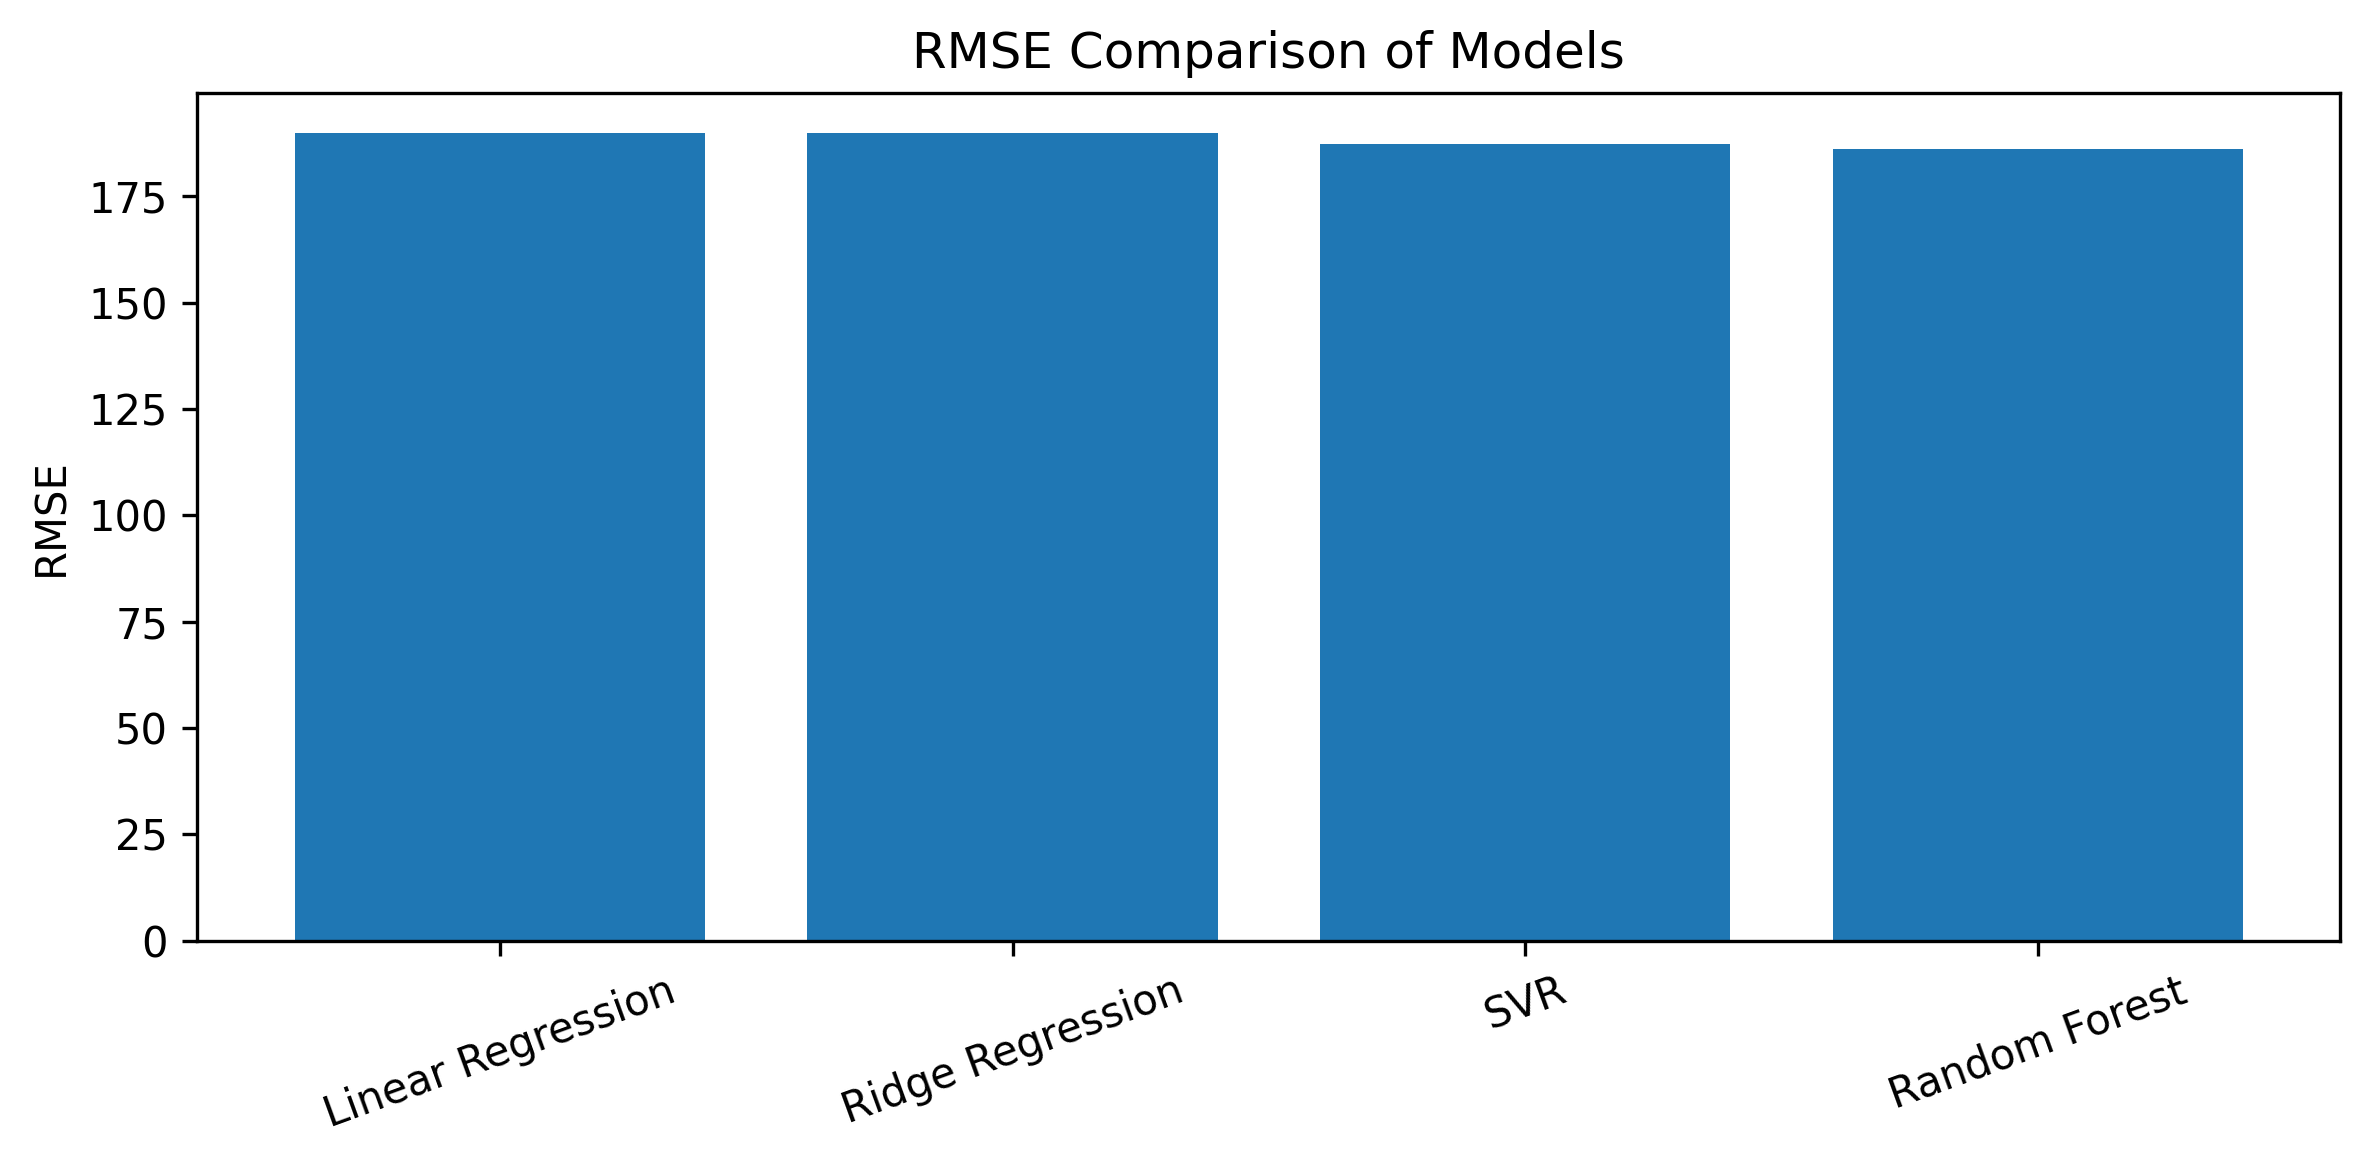 RMSE Comparison of Models
RMSE
175
150
125
100
75
50
25
0
Linear Regression
Ridge Regression
SVR
Random Forest